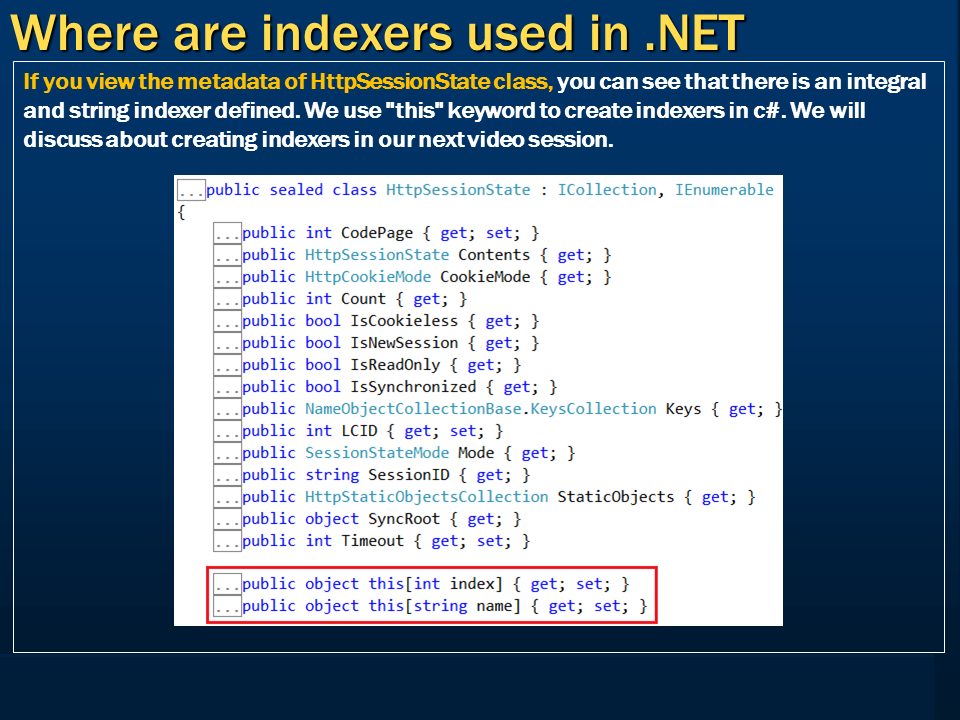 Where are indexers used in .NET
If you view the metadata of HttpSessionState class, you can see that there is an integral
and string indexer defined. We use "this" keyword to create indexers in c#. We will
discuss about creating indexers in our next video session.
...public sealed class HttpSessionState : ICollection, IEnumerable
{
...public int CodePage { get; set; }
...public HttpSessionState Contents { get; }
...public HttpCookieMode CookieMode { get; }
...public int Count { get; }
...public bool IsCookieless { get; }
...public bool IsNewSession { get; }
...public bool IsReadOnly { get; }
...public bool IsSynchronized { get; }
...public NameObjectCollectionBase.KeysCollection Keys { get; }
...public int LCID { get; set; }
...public SessionStateMode Mode { get; }
...public string SessionID { get; }
...public HttpStaticObjectsCollection StaticObjects { get; }
...public object SyncRoot { get; }
...public int Timeout { get; set; }
...public object this[int index] { get; set; }
...public object this[string name] { get; set; }